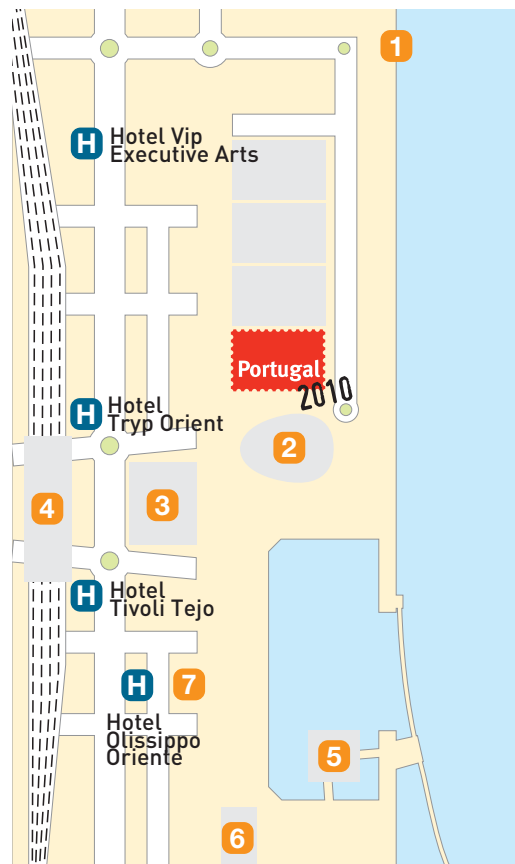 1
H
Hotel Vip
Executive Arts
Portugal
2010
H
Hotel
Tryp Orient
2
3
4
H
Hotel
Tivoli Tejo
H
7
Hotel
Olissippo
Oriente
5
6